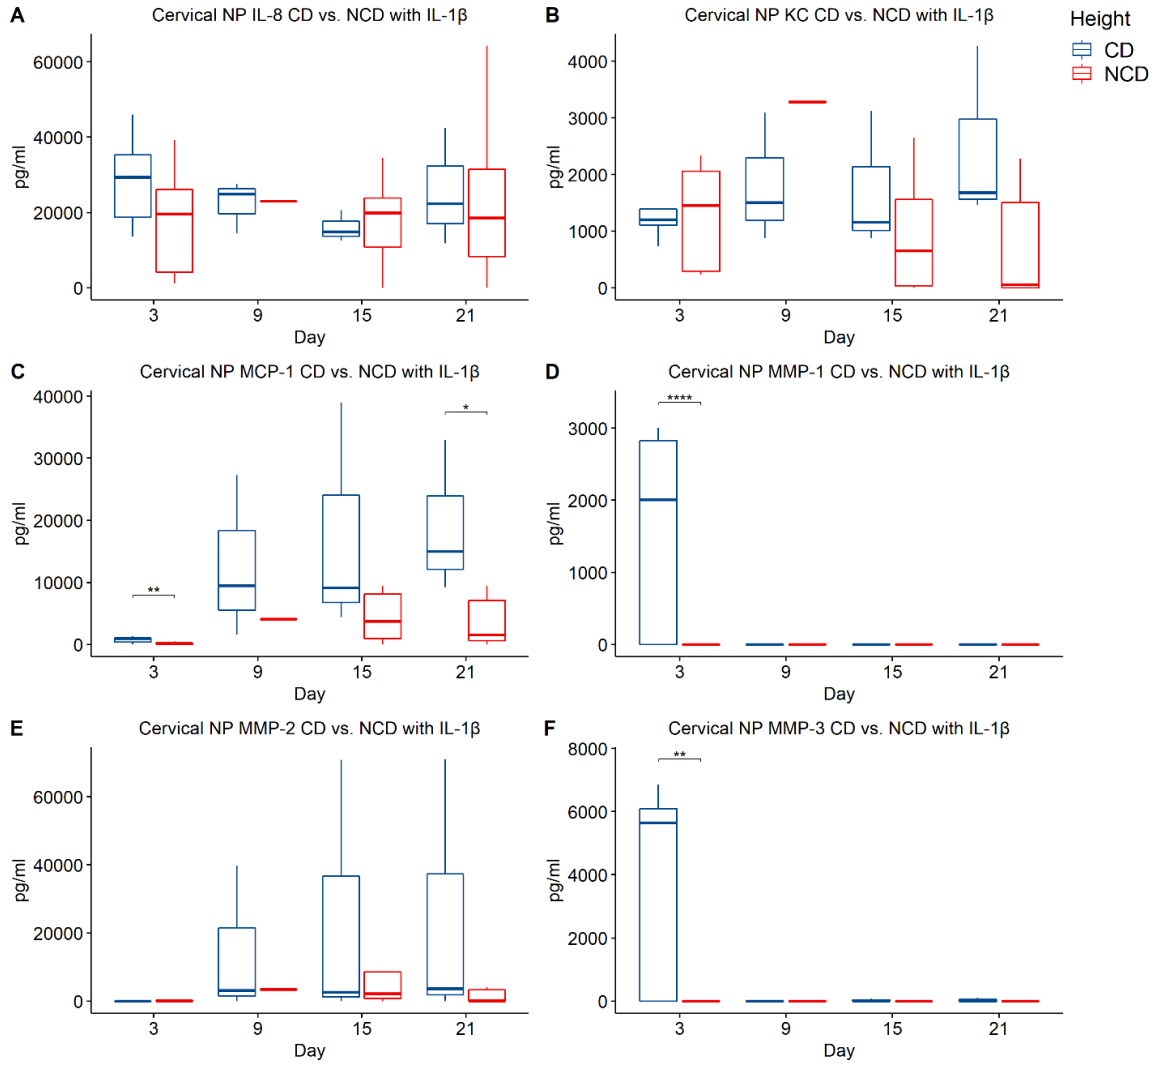 A
Cervical NP IL-8 CD vs. NCD with IL-1β
pg/ml
60000
40000
20000
0
3 9 15 21
Day
B
Cervical NP KC CD vs. NCD with IL-1β
pg/ml
4000
3000
2000
1000
0
3 9 15 21
Day
Height
CD
NCD
C
Cervical NP MCP-1 CD vs. NCD with IL-1β
pg/ml
40000
30000
20000
10000
0
**
*
3 9 15 21
Day
D
Cervical NP MMP-1 CD vs. NCD with IL-1β
pg/ml
3000
2000
1000
0
****
3 9 15 21
Day
E
Cervical NP MMP-2 CD vs. NCD with IL-1β
pg/ml
60000
40000
20000
0
3 9 15 21
Day
F
Cervical NP MMP-3 CD vs. NCD with IL-1β
pg/ml
8000
6000
4000
2000
0
**
3 9 15 21
Day